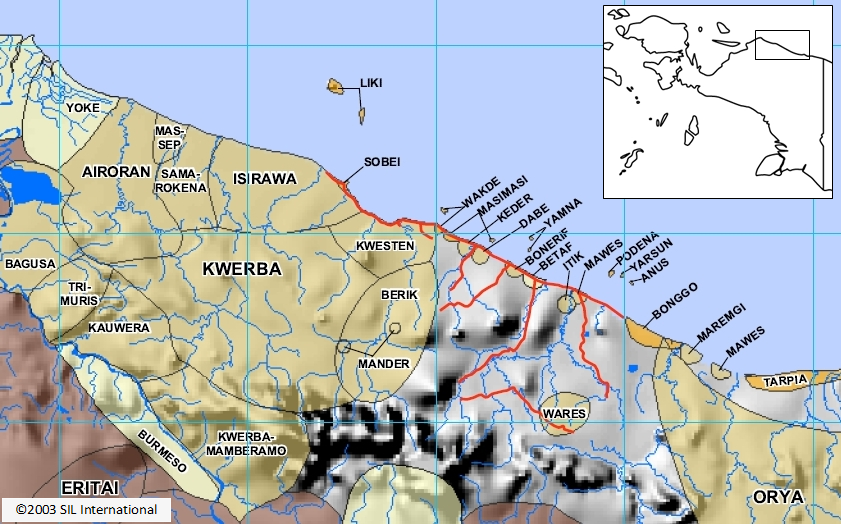 YOKE
LIKI
MAS-
SEP
SOBEI
AIRORAN
SAMA-
ROKENA
ISIRAWA
WAKDE
MASIMASI
KEDER
DABE
YAMNA
BONERIF
BETAF
ITIK
MAWES
PODENA
YARSUN
ANUS
KWESTEN
BAGUSA
KWERBA
TRI-
MURIS
BERIK
KAUWERA
BONGGO
MAREMGI
MAWES
MANDER
TARPIA
WARES
BURMESO
KWERBA-
MAMBERAMO
ERITAI
ORYA
©2003 SIL International